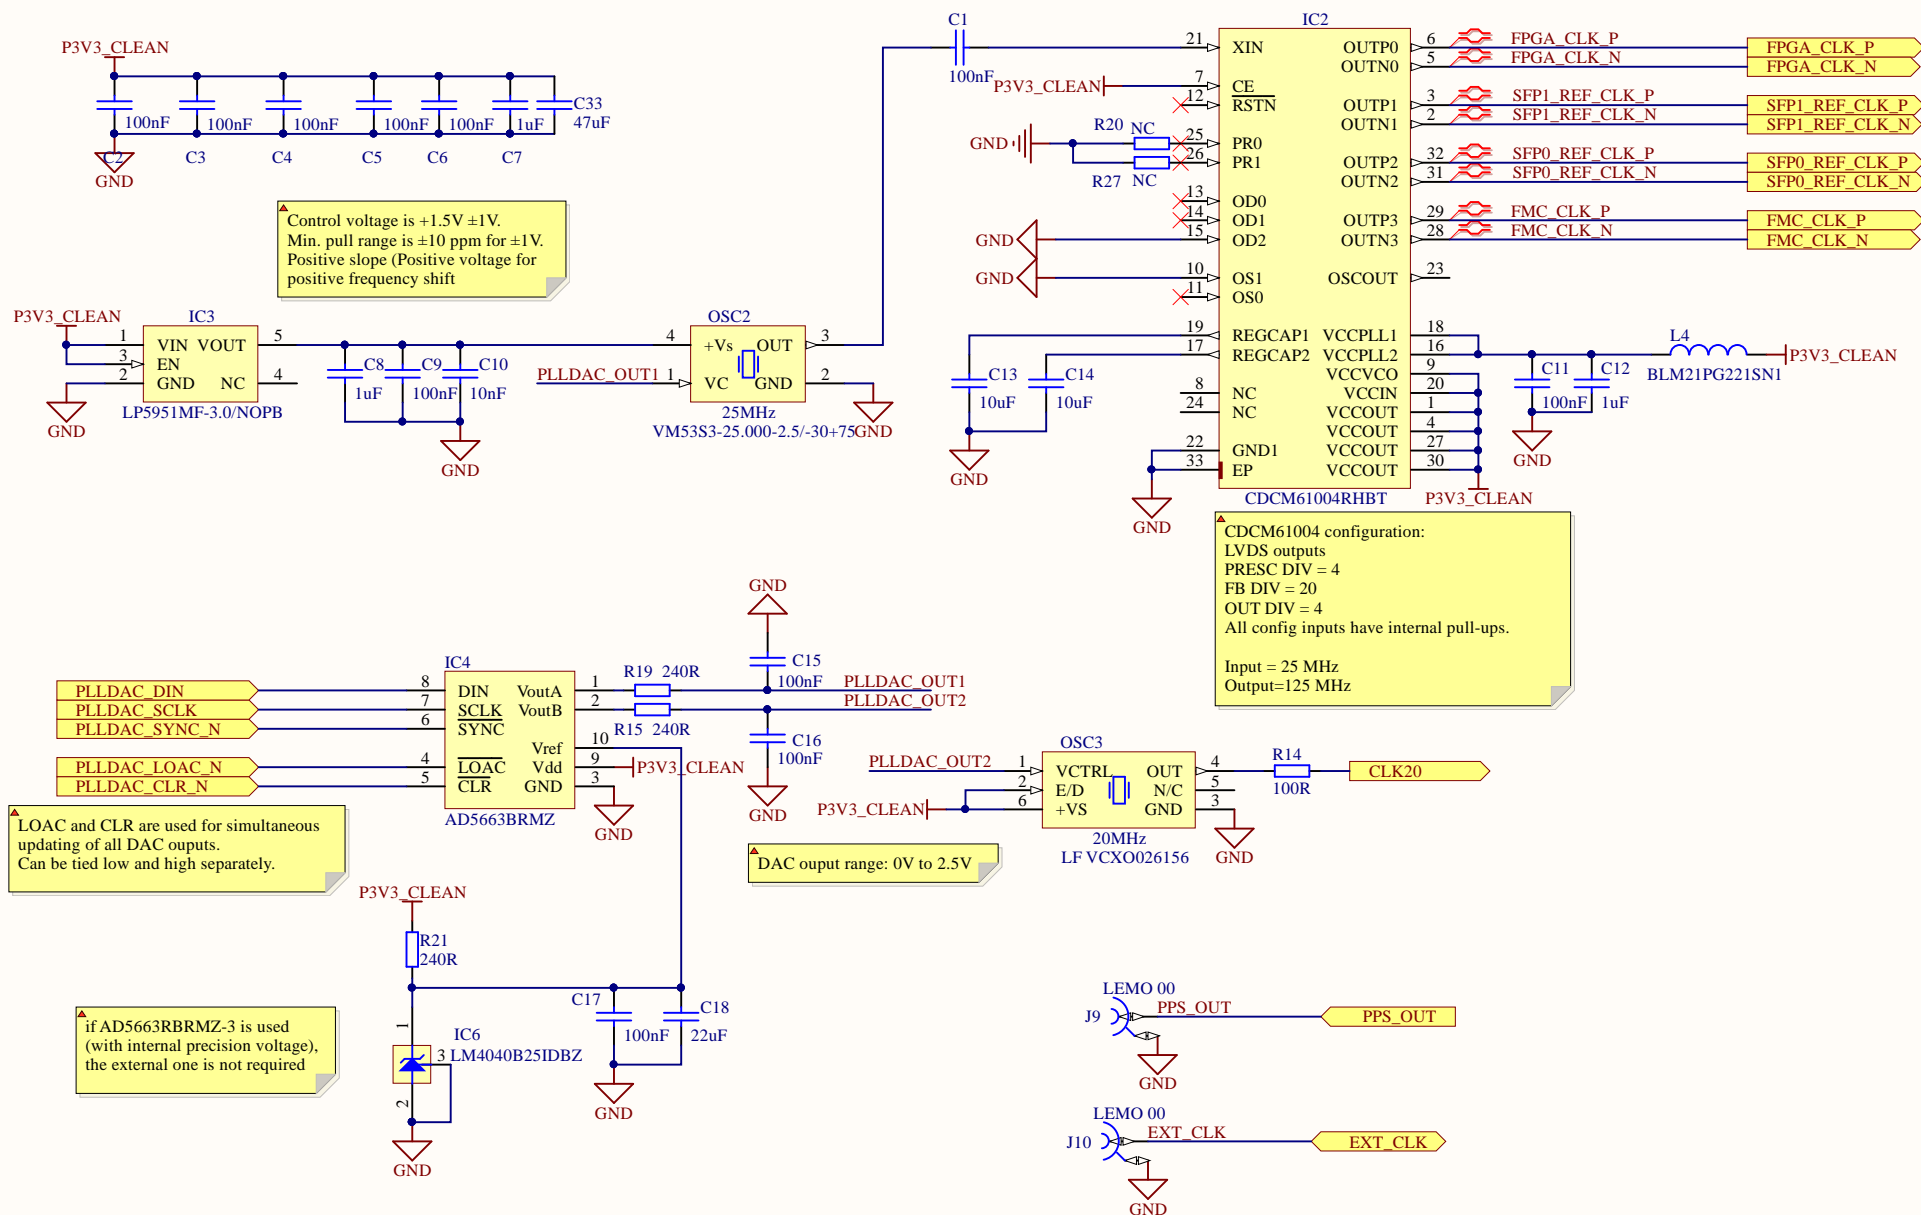 P3V3_CLEAN
100nF
100nF
100nF
100nF
100nF
1uF
C33
47uF
C2
C3
C4
C5
C6
C7
GND
Control voltage is +1.5V ±1V.
Min. pull range is ±10 ppm for ±1V.
Positive slope (Positive voltage for
positive frequency shift
P3V3_CLEAN
IC3
1
VIN
VOUT
5
3
EN
2
GND
NC
4
LP5951MF-3.0/NOPB
GND
C8
1uF
C9
100nF
C10
10nF
GND
OSC2
4
+Vs
OUT
3
PLLDAC_OUT1
1
VC
GND
2
25MHz
VM53S3-25.000-2.5/-30+75
GND
C1
100nF
IC2
21
XIN
P3V3_CLEAN
7
CE
12
RSTN
R20
NC
25
PR0
GND
26
PR1
R27
NC
13
OD0
14
OD1
GND
15
OD2
GND
10
OS1
11
OS0
19
REGCAP1
17
REGCAP2
C13
10uF
C14
10uF
GND
8
NC
24
NC
22
GND1
33
EP
GND
OUTP0
6
FPGA_CLK_P
FPGA_CLK_P
OUTN0
5
FPGA_CLK_N
FPGA_CLK_N
OUTP1
3
SFP1_REF_CLK_P
SFP1_REF_CLK_P
OUTN1
2
SFP1_REF_CLK_N
SFP1_REF_CLK_N
OUTP2
32
SFP0_REF_CLK_P
SFP0_REF_CLK_P
OUTN2
31
SFP0_REF_CLK_N
SFP0_REF_CLK_N
OUTP3
29
FMC_CLK_P
FMC_CLK_P
OUTN3
28
FMC_CLK_N
FMC_CLK_N
OSCOUT
23
VCCPLL1
18
VCCPLL2
16
VCCVCO
9
VCCIN
20
VCCOUT
1
VCCOUT
4
VCCOUT
27
VCCOUT
30
L4
BLM21PG221SN1
P3V3_CLEAN
C11
100nF
C12
1uF
GND
CDCM61004RHBT
P3V3_CLEAN
CDCM61004 configuration:
LVDS outputs
PRESC DIV = 4
FB DIV = 20
OUT DIV = 4
All config inputs have internal pull-ups.
Input = 25 MHz
Output=125 MHz
IC4
PLLDAC_DIN
8
DIN
PLLDAC_SCLK
7
SCLK
PLLDAC_SYNC_N
6
SYNC
PLLDAC_LOAC_N
4
LOAC
PLLDAC_CLR_N
5
CLR
VoutA
1
VoutB
2
Vref
10
Vdd
9
P3V3_CLEAN
GND
3
GND
AD5663BRMZ
R19 240R
R15 240R
GND
C15
100nF
PLLDAC_OUT1
PLLDAC_OUT2
C16
100nF
GND
LOAC and CLR are used for simultaneous
updating of all DAC ouputs.
Can be tied low and high separately.
DAC ouput range: 0V to 2.5V
OSC3
PLLDAC_OUT2
1
VCTRL
OUT
4
2
E/D
N/C
5
P3V3_CLEAN
6
+VS
GND
3
20MHz
LF VCXO026156
GND
R14
100R
CLK20
P3V3_CLEAN
R21
240R
C17
100nF
C18
22uF
GND
1
IC6
3
LM4040B25IDBZ
2
GND
if AD5663RBRMZ-3 is used
(with internal precision voltage),
the external one is not required
LEMO 00
J9
PPS_OUT
PPS_OUT
GND
LEMO 00
J10
EXT_CLK
EXT_CLK
GND